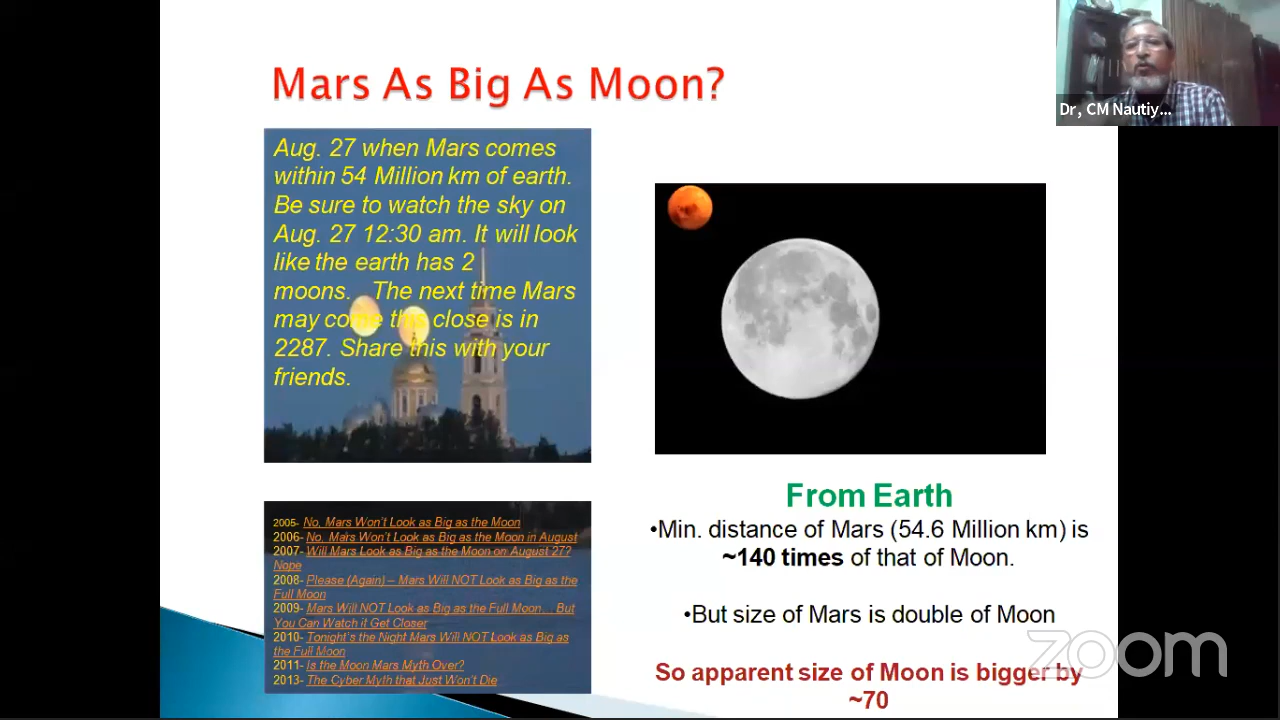 Mars As Big As Moon?
Aug. 27 when Mars comes
within 54 Million km of earth.
Be sure to watch the sky on
Aug. 27 12:30 am. It will look
like the earth has 2
moons. The next time Mars
may come this close is in
2287. Share this with your
friends.
2005- No, Mars Won't Look as Big as the Moon
2006- No, Mars Won't Look as Big as the Moon in August
2007- Will Mars Look as Big as the Moon on August 27?
Nope
2008- Please (Again) – Mars Will NOT Look as Big as the
Full Moon
2009- Mars Will NOT Look as Big as the Full Moon… But
You Can Watch it Get Closer
2010- Tonight's the Night Mars Will NOT Look as Big as
the Full Moon
2011- Is the Moon Mars Myth Over?
2013- The Cyber Myth that Just Won't Die
From Earth
•Min. distance of Mars (54.6 Million km) is
~140 times of that of Moon.
•But size of Mars is double of Moon
So apparent size of Moon is bigger by
~70
Dr, CM Nautiy...
zoom